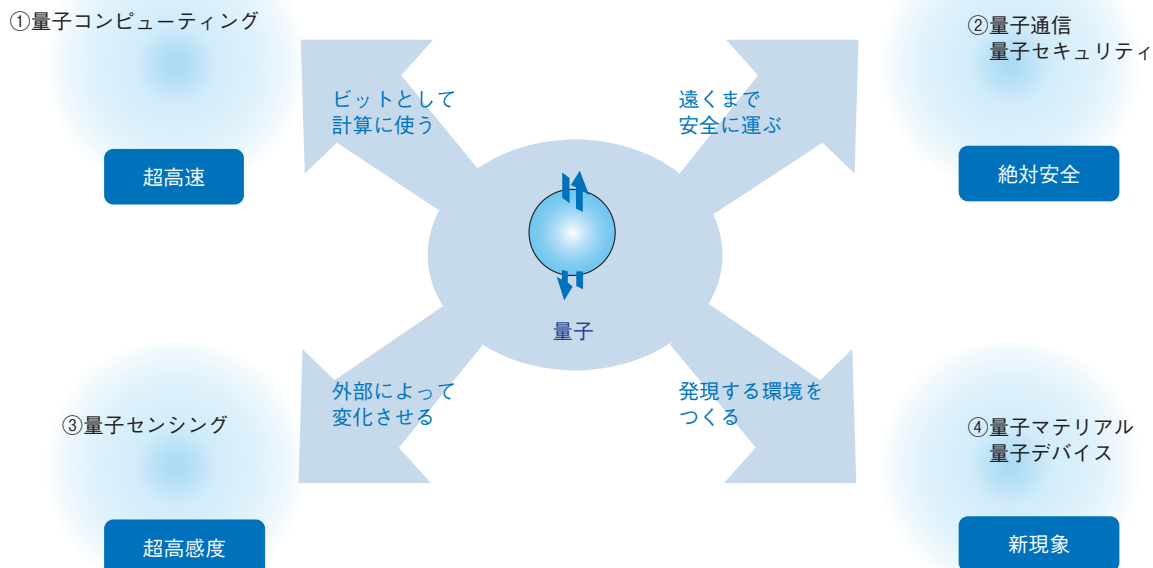 ①量子コンピューティング
ビットとして
計算に使う
超高速
②量子通信
量子セキュリティ
遠くまで
安全に運ぶ
絶対安全
量子
③量子センシング
外部によって
変化させる
超高感度
④量子マテリアル
量子デバイス
発現する環境を
つくる
新現象